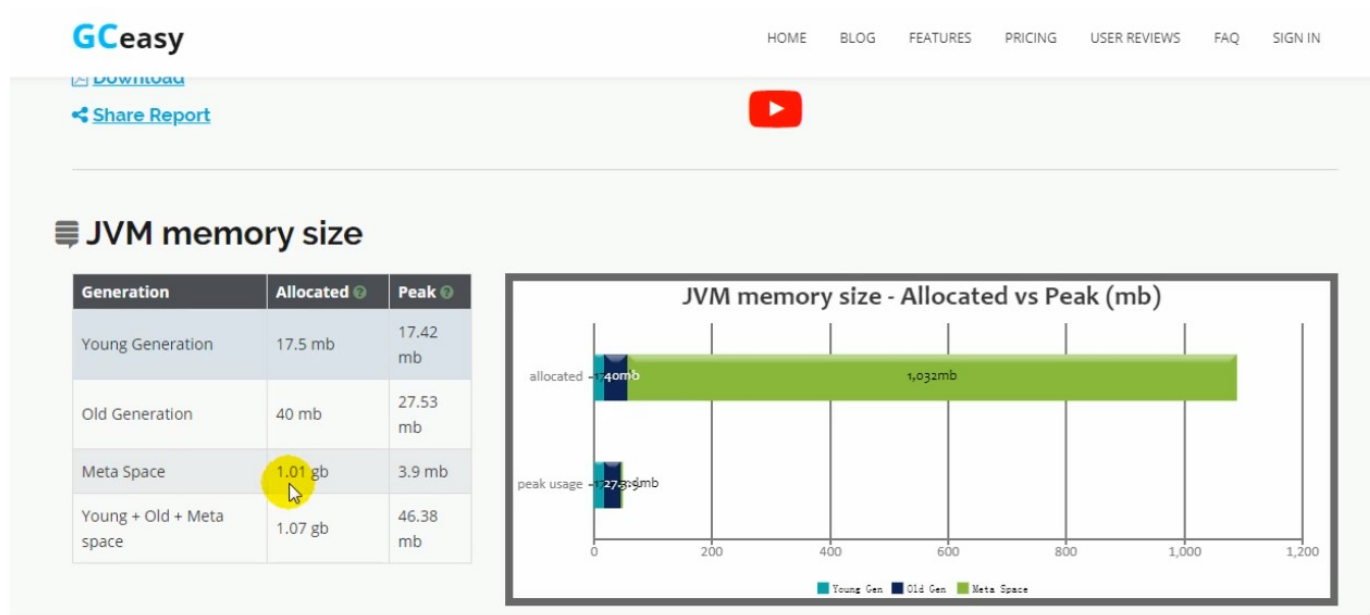 GCeasy
HOME BLOG FEATURES PRICING USER REVIEWS FAQ SIGN IN
Download
Share Report
JVM memory size
Generation Allocated Peak
Young Generation 17.5 mb 17.42 mb
Old Generation 40 mb 27.53 mb
Meta Space 1.01 gb 3.9 mb
Young + Old + Meta space 1.07 gb 46.38 mb
JVM memory size - Allocated vs Peak (mb)
allocated 40mb 1,032mb
peak usage
0 200 400 600 800 1,000 1,200
Young Gen Old Gen Meta Space